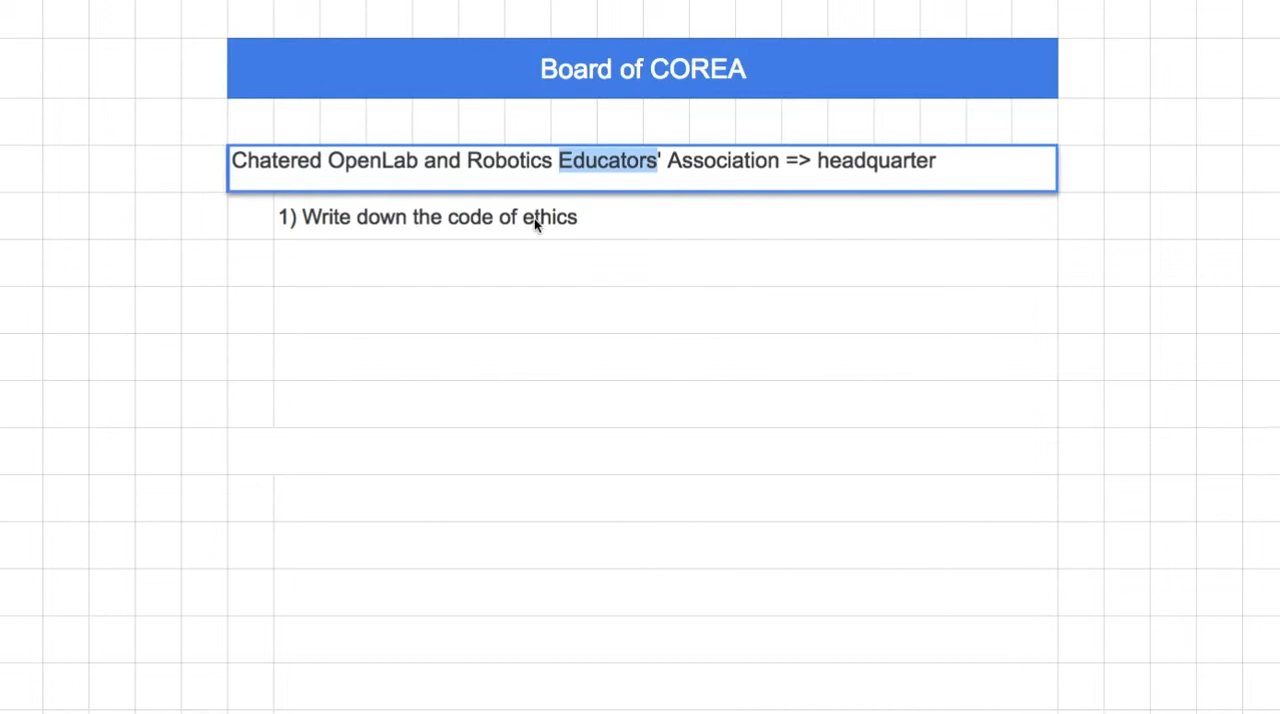 Board of COREA
Chatered OpenLab and Robotics Educators' Association => headquarter
1) Write down the code of ethics